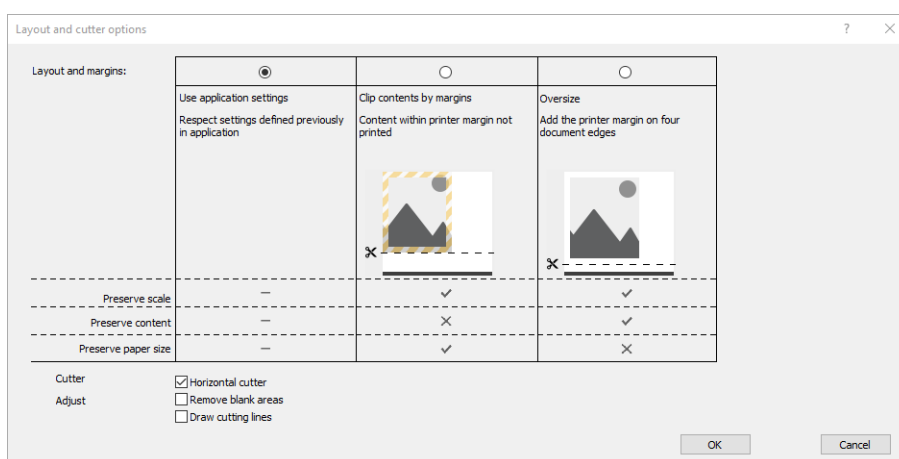 Layout and cutter options
Layout and margins:
Use application settings
Respect settings defined previously
in application
Clip contents by margins
Content within printer margin not
printed
Oversize
Add the printer margin on four
document edges
Preserve scale
Preserve content
Preserve paper size
Cutter
Horizontal cutter
Adjust
Remove blank areas
Draw cutting lines
OK
Cancel